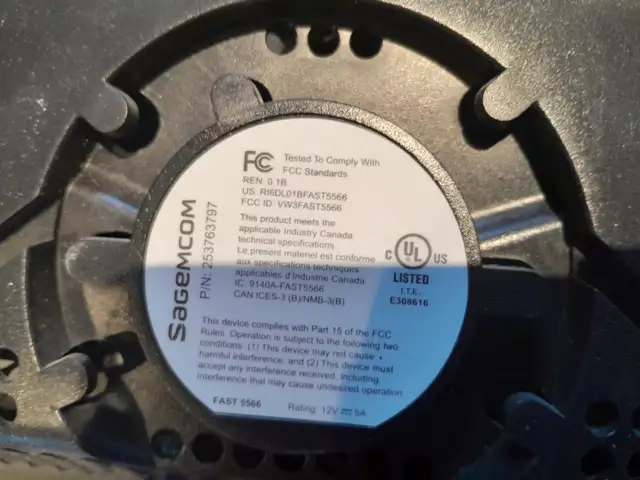 FC
Tested To Comply With
FCC Standards
REN: 0.1B
US: RI6DL01BFAST5566
FCC ID: VW3FAST5566
This product meets the
applicable Industry Canada
technical specifications
Le present materiel est conforme
aux specifications techniques
applicables d'Industrie Canada
IC: 9140A-FAST5566
CAN ICES-3 (B)/NMB-3(B)
C UL US
LISTED
I.T.E.
E308616
SAGEMCOM
P/N: 253763797
This device complies with Part 15 of the FCC
Rules. Operation is subject to the following two
conditions: (1) This device may not cause
harmful interference, and (2) This device must
accept any interference received, including
interference that may cause undesired operation.
FAST 5566
Rating: 12V ⎓ 5A